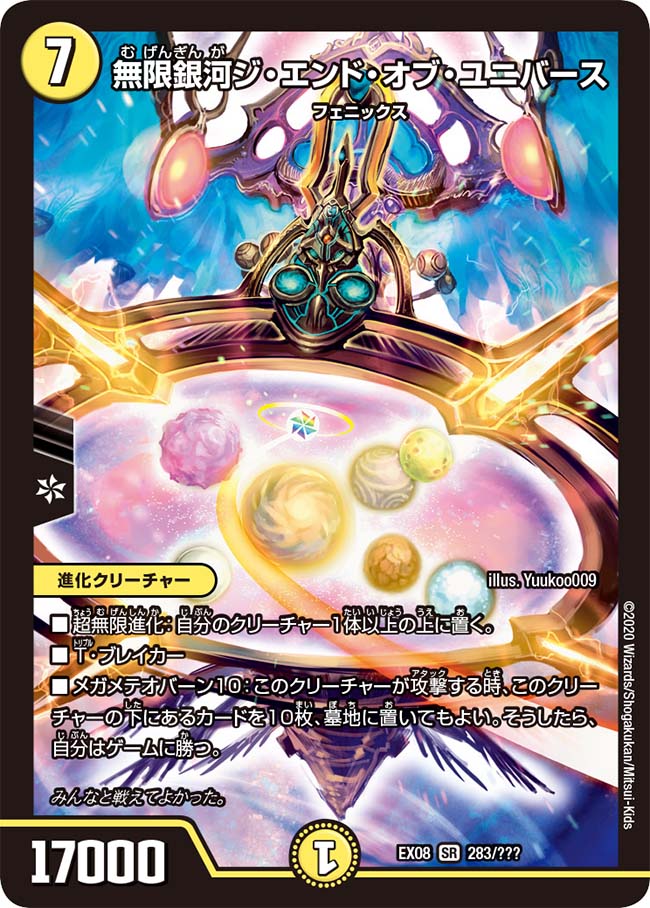 7
無限銀河ジ・エンド・オブ・ユニバース
フェニックス
進化クリーチャー
illus. Yuukoo009
■超無限進化:自分のクリーチャー1体以上の上に置く。
■T・ブレイカー
■メガメテオバーン10:このクリーチャーが攻撃する時、このクリー
チャーの下にあるカードを10枚、墓地に置いてもよい。そうしたら、
自分はゲームに勝つ。
みんなと戦えてよかった。
17000
1
EX08 SR 283/???
©2020 Wizards/Shogakukan/Mitsui-Kids